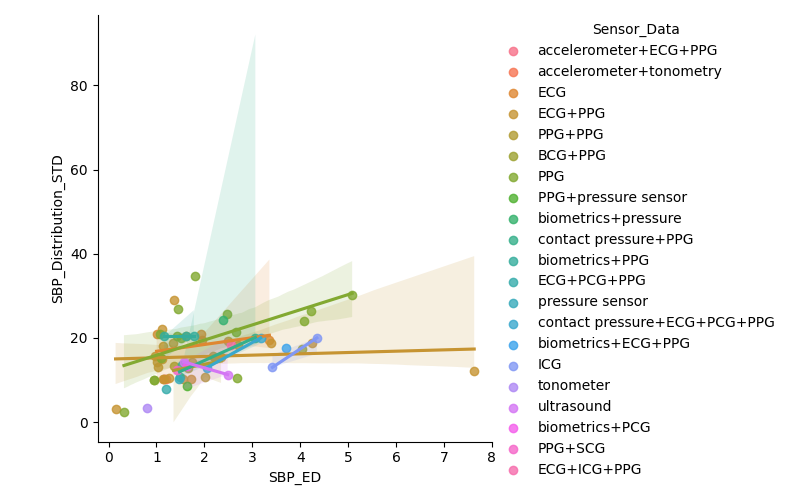 Sensor_Data
accelerometer+ECG+PPG
accelerometer+tonometry
ECG
ECG+PPG
PPG+PPG
BCG+PPG
PPG
PPG+pressure sensor
biometrics+pressure
contact pressure+PPG
biometrics+PPG
ECG+PCG+PPG
pressure sensor
contact pressure+ECG+PCG+PPG
biometrics+ECG+PPG
ICG
tonometer
ultrasound
biometrics+PCG
PPG+SCG
ECG+ICG+PPG
SBP_Distribution_STD
80
60
40
20
0
0 1 2 3 4 5 6 7 8
SBP_ED